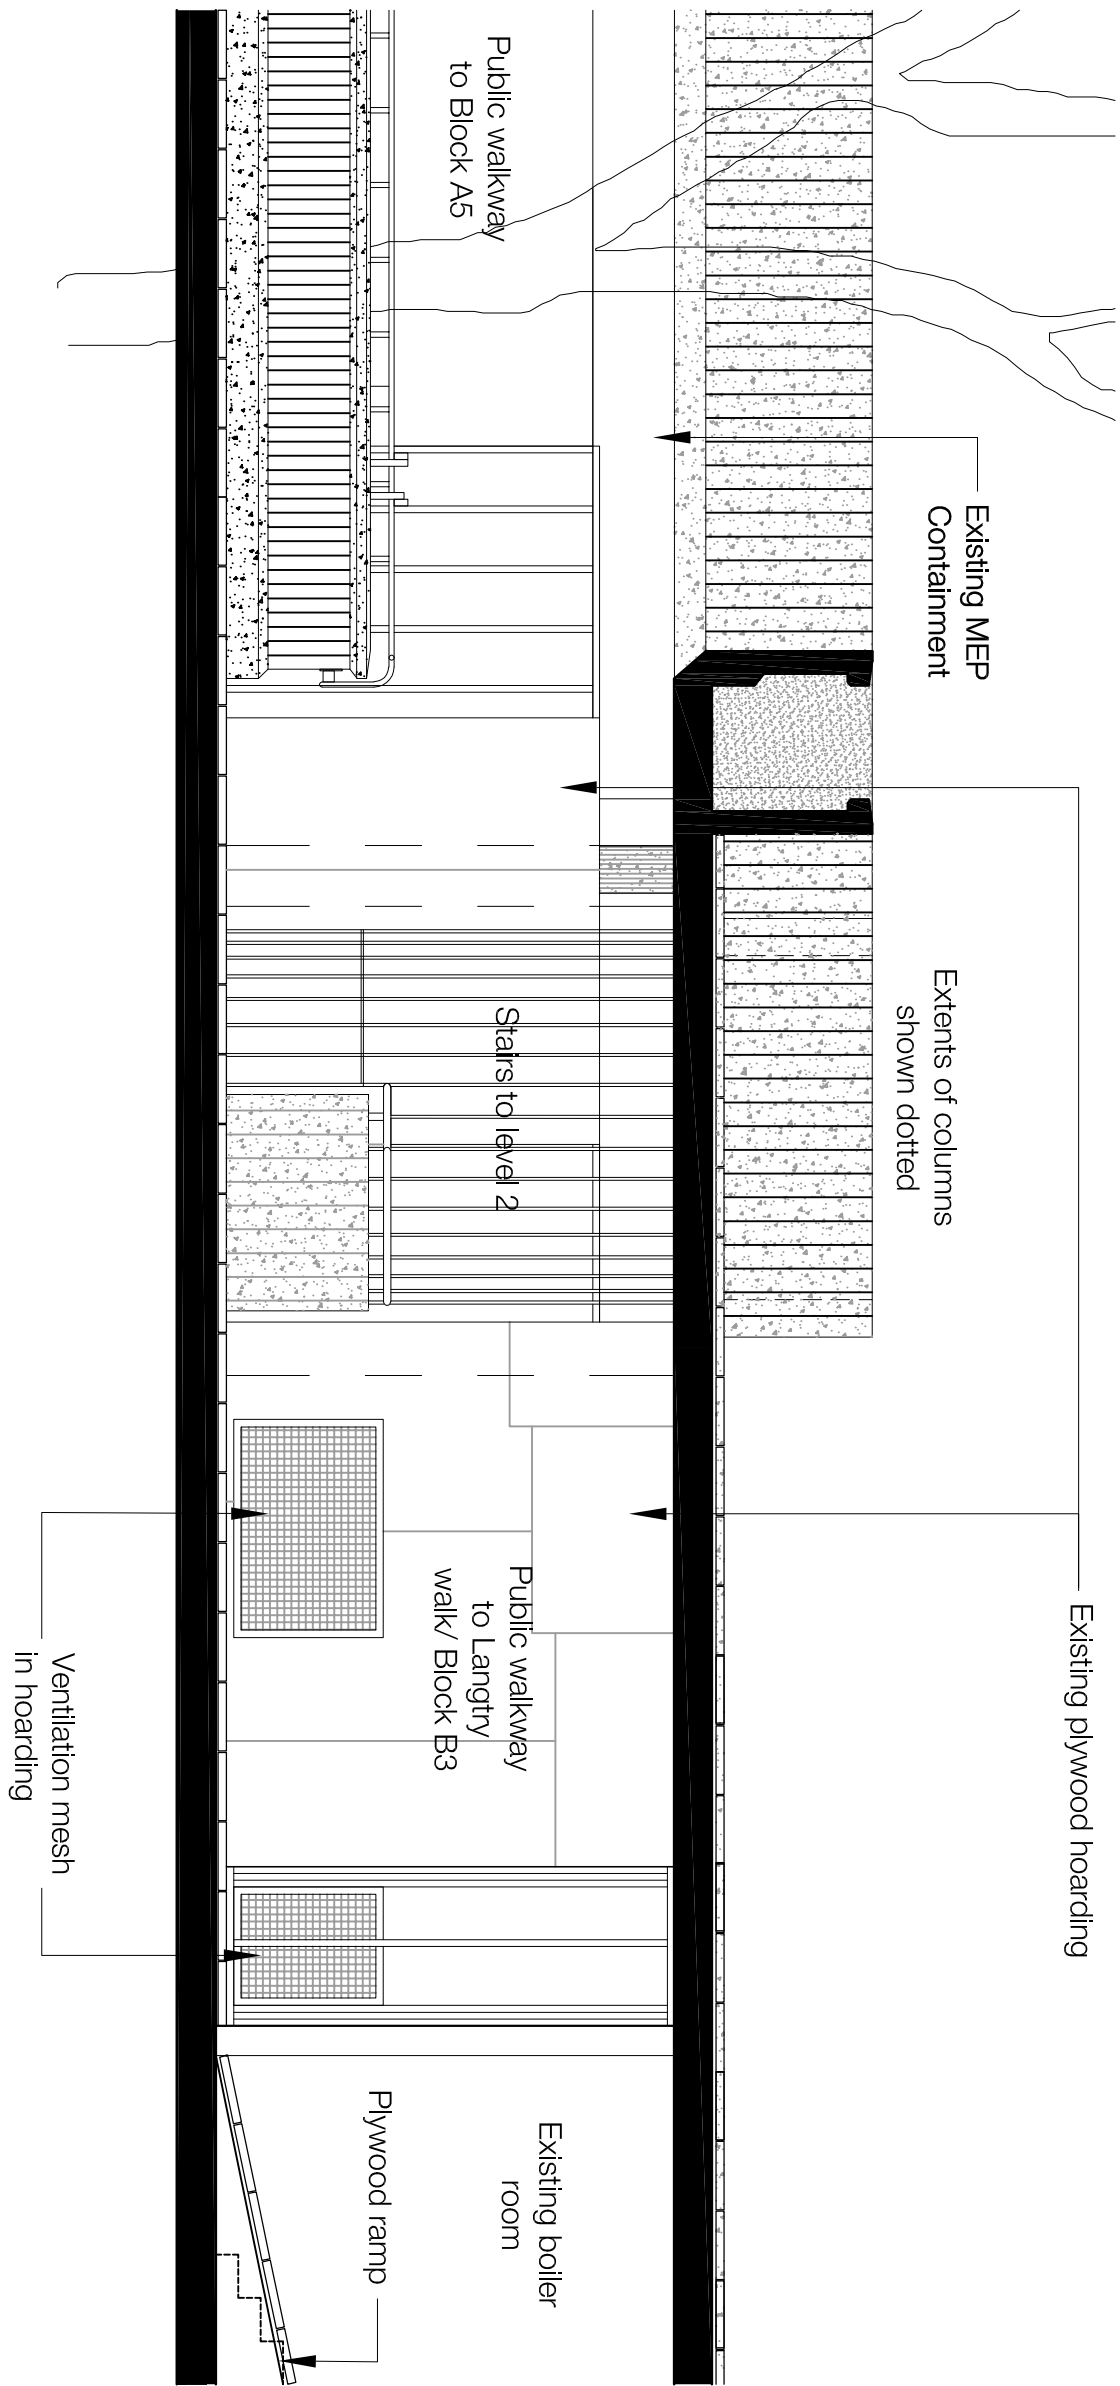 Existing MEP
Containment
Existing plywood hoarding
Extents of columns
shown dotted
Public walkway
to Block A5
Stairs to level 2
Public walkway
to Langtry
walk/ Block B3
Existing boiler
room
Plywood ramp
Ventilation mesh
in hoarding